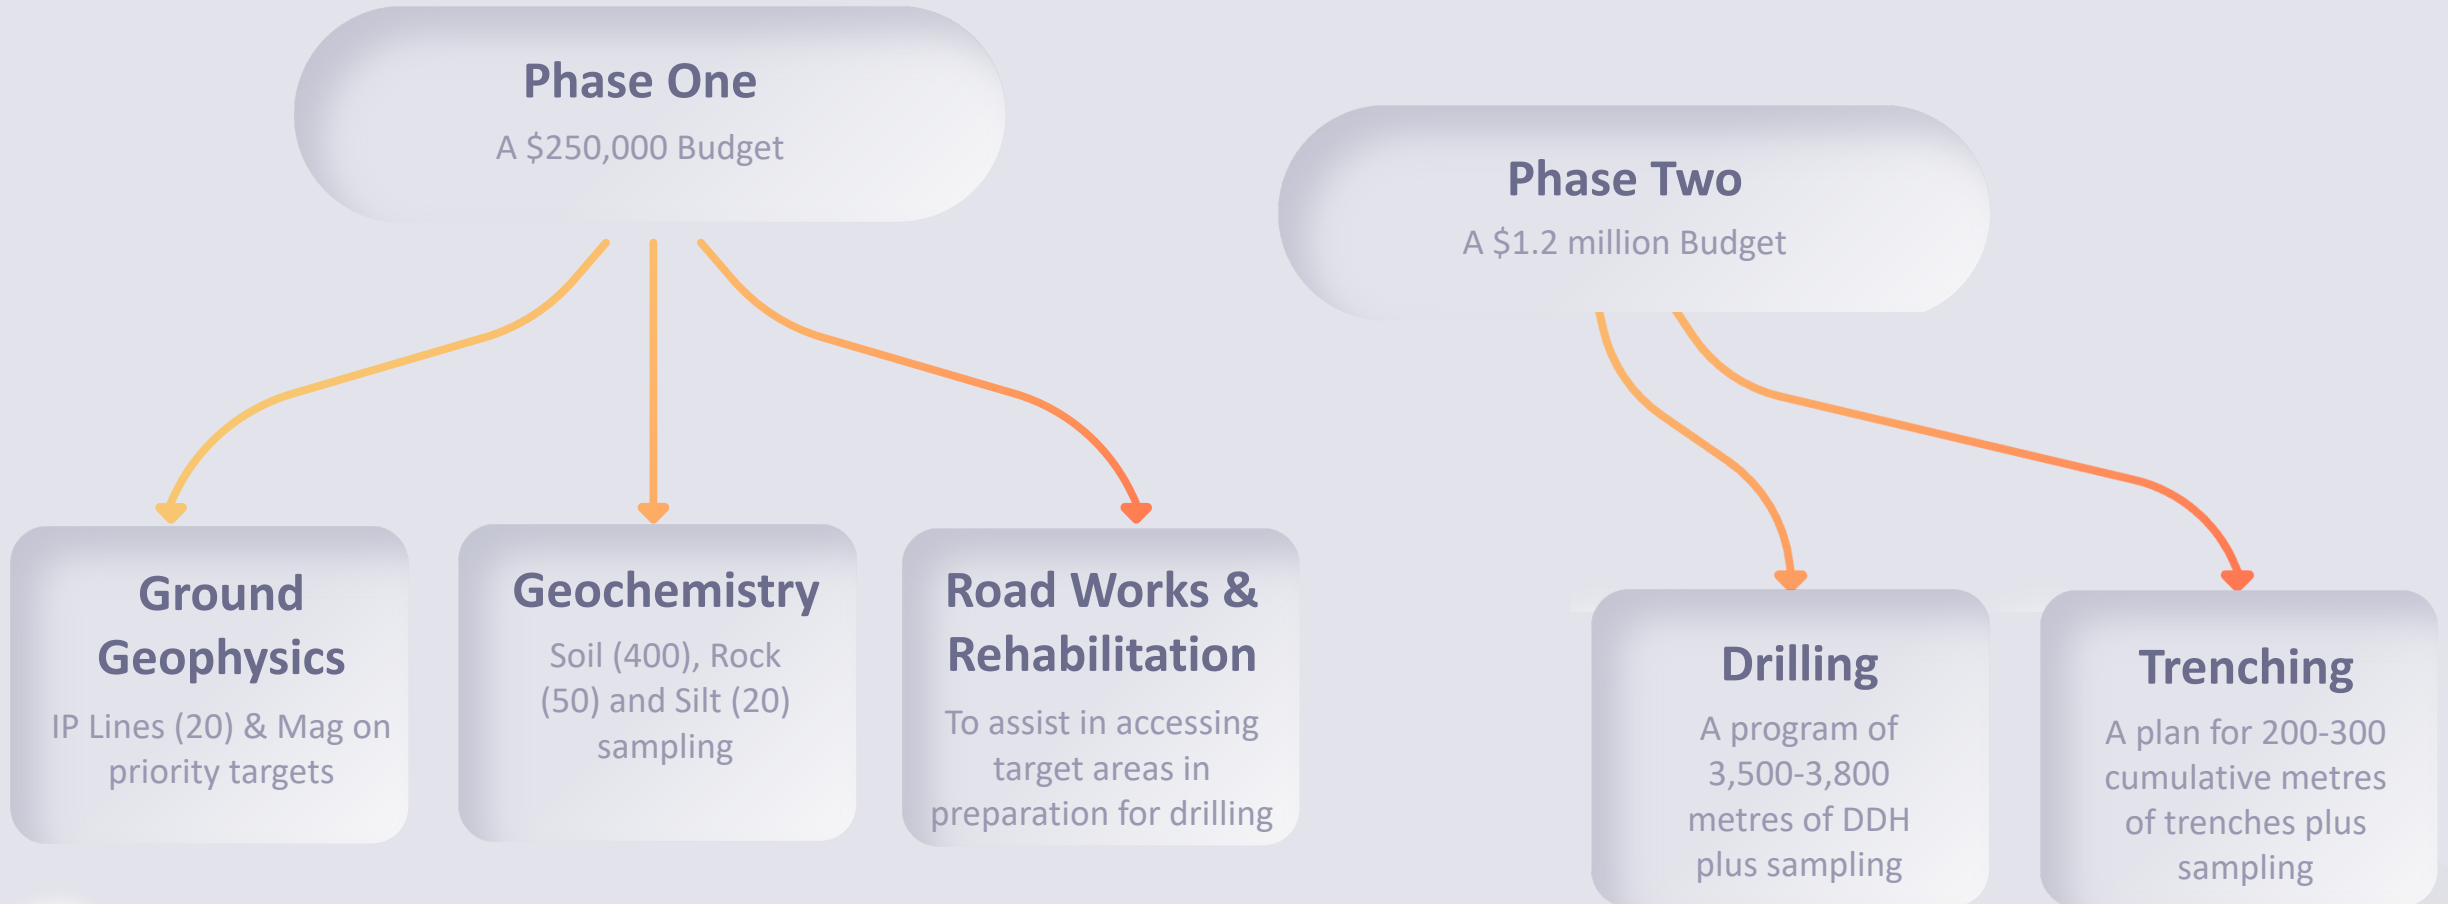 Phase One
A $250,000 Budget
Phase Two
A $1.2 million Budget
Ground
Geophysics
IP Lines (20) & Mag on
priority targets
Geochemistry
Soil (400), Rock
(50) and Silt (20)
sampling
Road Works &
Rehabilitation
To assist in accessing
target areas in
preparation for drilling
Drilling
A program of
3,500-3,800
metres of DDH
plus sampling
Trenching
A plan for 200-300
cumulative metres
of trenches plus
sampling